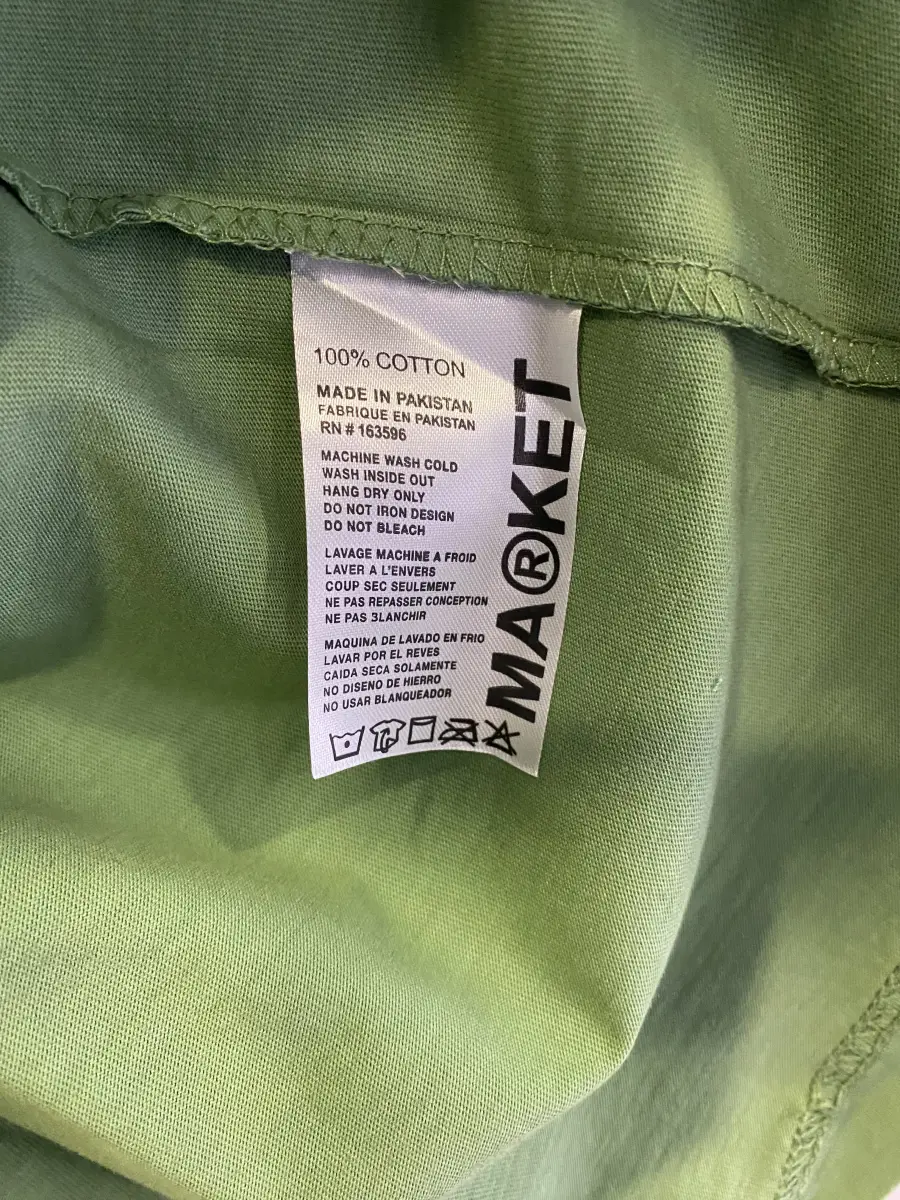 100% COTTON
MADE IN PAKISTAN
FABRIQUE EN PAKISTAN
RN # 163596
MACHINE WASH COLD
WASH INSIDE OUT
HANG DRY ONLY
DO NOT IRON DESIGN
DO NOT BLEACH
LAVAGE MACHINE A FROID
LAVER A L'ENVERS
COUP SEC SEULEMENT
NE PAS REPASSER CONCEPTION
NE PAS 3LANCHIR
MAQUINA DE LAVADO EN FRIO
LAVAR POR EL REVES
CAIDA SECA SOLAMENTE
NO DISENO DE HIERRO
NO USAR BLANQUEADOR
MA®KET